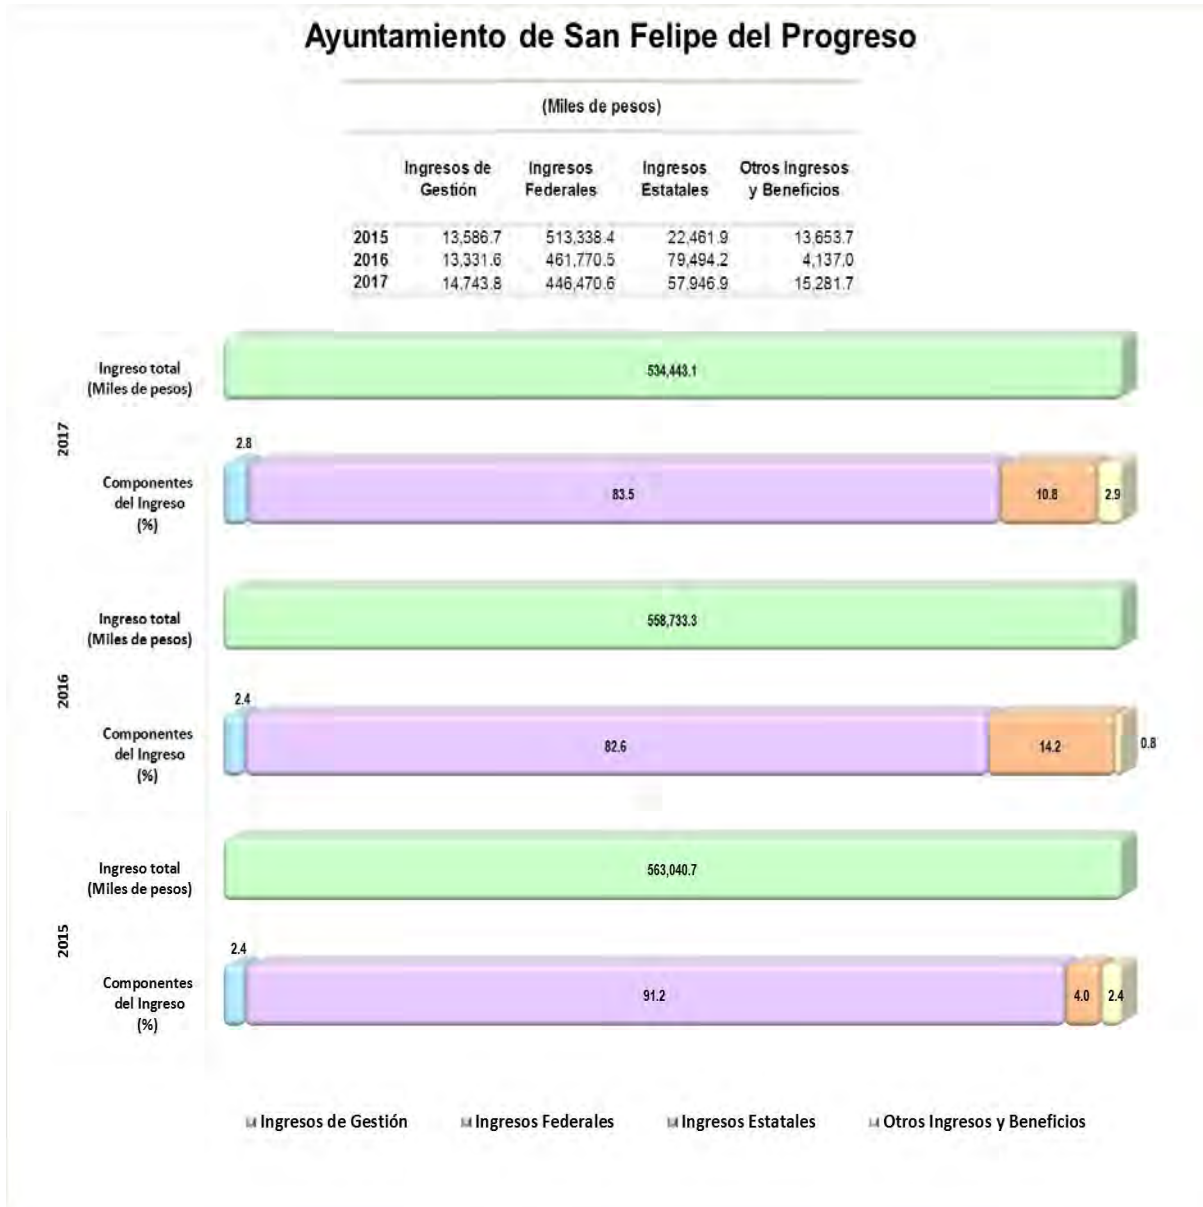 Ayuntamiento de San Felipe del Progreso
(Miles de pesos)
Ingresos de Gestión Ingresos Federales Ingresos Estatales Otros Ingresos y Beneficios
2015 13,586.7 513,338.4 22,461.9 13,653.7
2016 13,331.6 461,770.5 79,494.2 4,137.0
2017 14,743.8 446,470.6 57,946.9 15,281.7
2017
Ingreso total
(Miles de pesos)
534,443.1
Componentes
del Ingreso
(%)
2.8 83.5 10.8 2.9
2016
Ingreso total
(Miles de pesos)
558,733.3
Componentes
del Ingreso
(%)
2.4 82.6 14.2 0.8
2015
Ingreso total
(Miles de pesos)
563,040.7
Componentes
del Ingreso
(%)
2.4 91.2 4.0 2.4
Ingresos de Gestión Ingresos Federales Ingresos Estatales Otros Ingresos y Beneficios